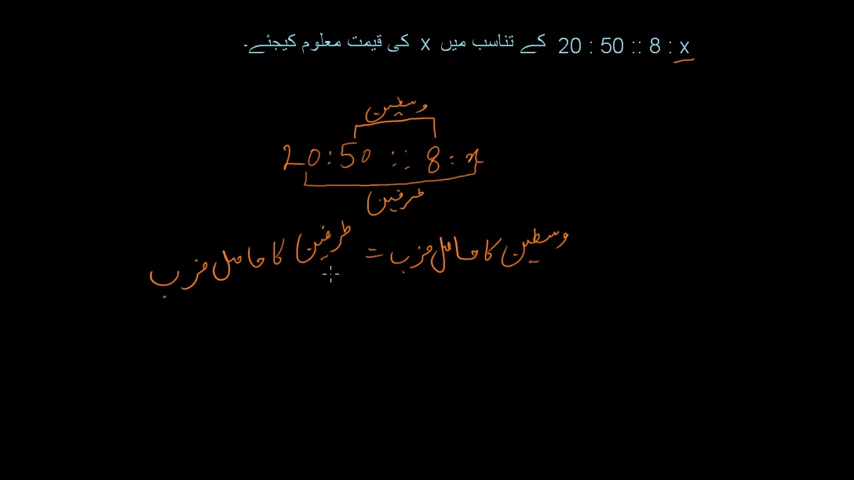 20 : 50 :: 8 : x کے تناسب میں x کی قیمت معلوم کیجئے۔
وسطین
20:50 :: 8:x
طرفین
وسطین کا حاصل ضرب = طرفین کا حاصل ضرب